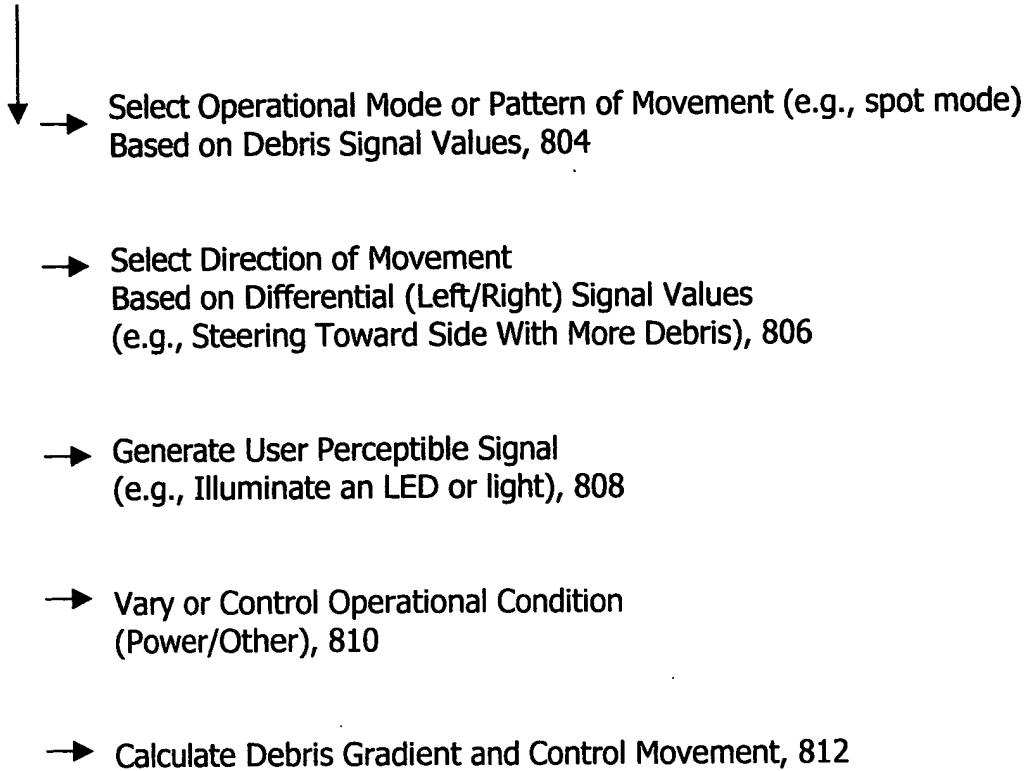 Select Operational Mode or Pattern of Movement (e.g., spot mode)
Based on Debris Signal Values, 804
Select Direction of Movement
Based on Differential (Left/Right) Signal Values
(e.g., Steering Toward Side With More Debris), 806
Generate User Perceptible Signal
(e.g., Illuminate an LED or light), 808
Vary or Control Operational Condition
(Power/Other), 810
Calculate Debris Gradient and Control Movement, 812